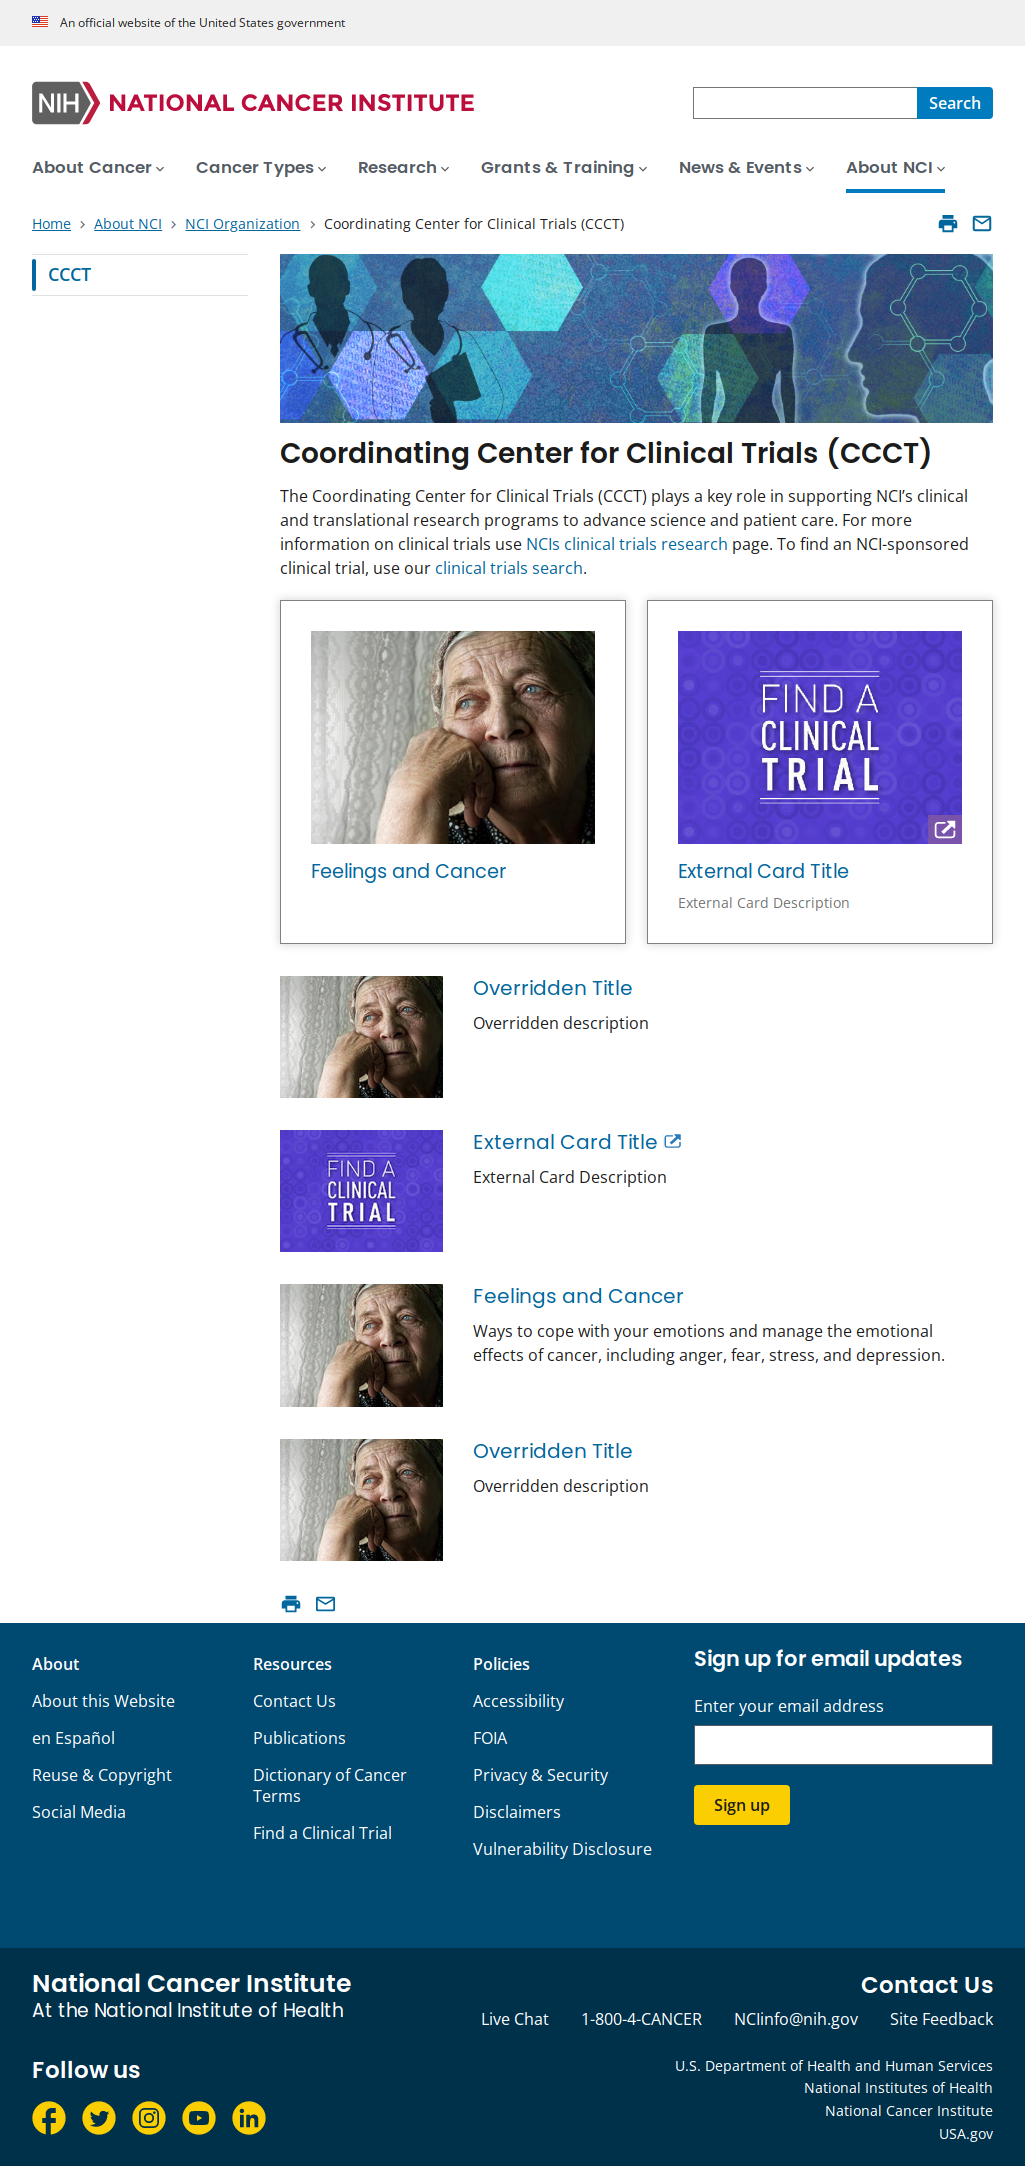 An official website of the United States government
NIH NATIONAL CANCER INSTITUTE
Search
About Cancer Cancer Types Research Grants & Training News & Events About NCI
Home About NCI NCI Organization Coordinating Center for Clinical Trials (CCCT)
CCCT
Coordinating Center for Clinical Trials (CCCT)
The Coordinating Center for Clinical Trials (CCCT) plays a key role in supporting NCI’s clinical
and translational research programs to advance science and patient care. For more
information on clinical trials use NCIs clinical trials research page. To find an NCI-sponsored
clinical trial, use our clinical trials search.
FIND A
CLINICAL
TRIAL
Feelings and Cancer
External Card Title
External Card Description
Overridden Title
Overridden description
FIND A
CLINICAL
TRIAL
External Card Title
External Card Description
Feelings and Cancer
Ways to cope with your emotions and manage the emotional
effects of cancer, including anger, fear, stress, and depression.
Overridden Title
Overridden description
About
About this Website
en Español
Reuse & Copyright
Social Media
Resources
Contact Us
Publications
Dictionary of Cancer
Terms
Find a Clinical Trial
Policies
Accessibility
FOIA
Privacy & Security
Disclaimers
Vulnerability Disclosure
Sign up for email updates
Enter your email address
Sign up
National Cancer Institute
At the National Institute of Health
Contact Us
Live Chat 1-800-4-CANCER NCIinfo@nih.gov Site Feedback
Follow us
U.S. Department of Health and Human Services
National Institutes of Health
National Cancer Institute
USA.gov